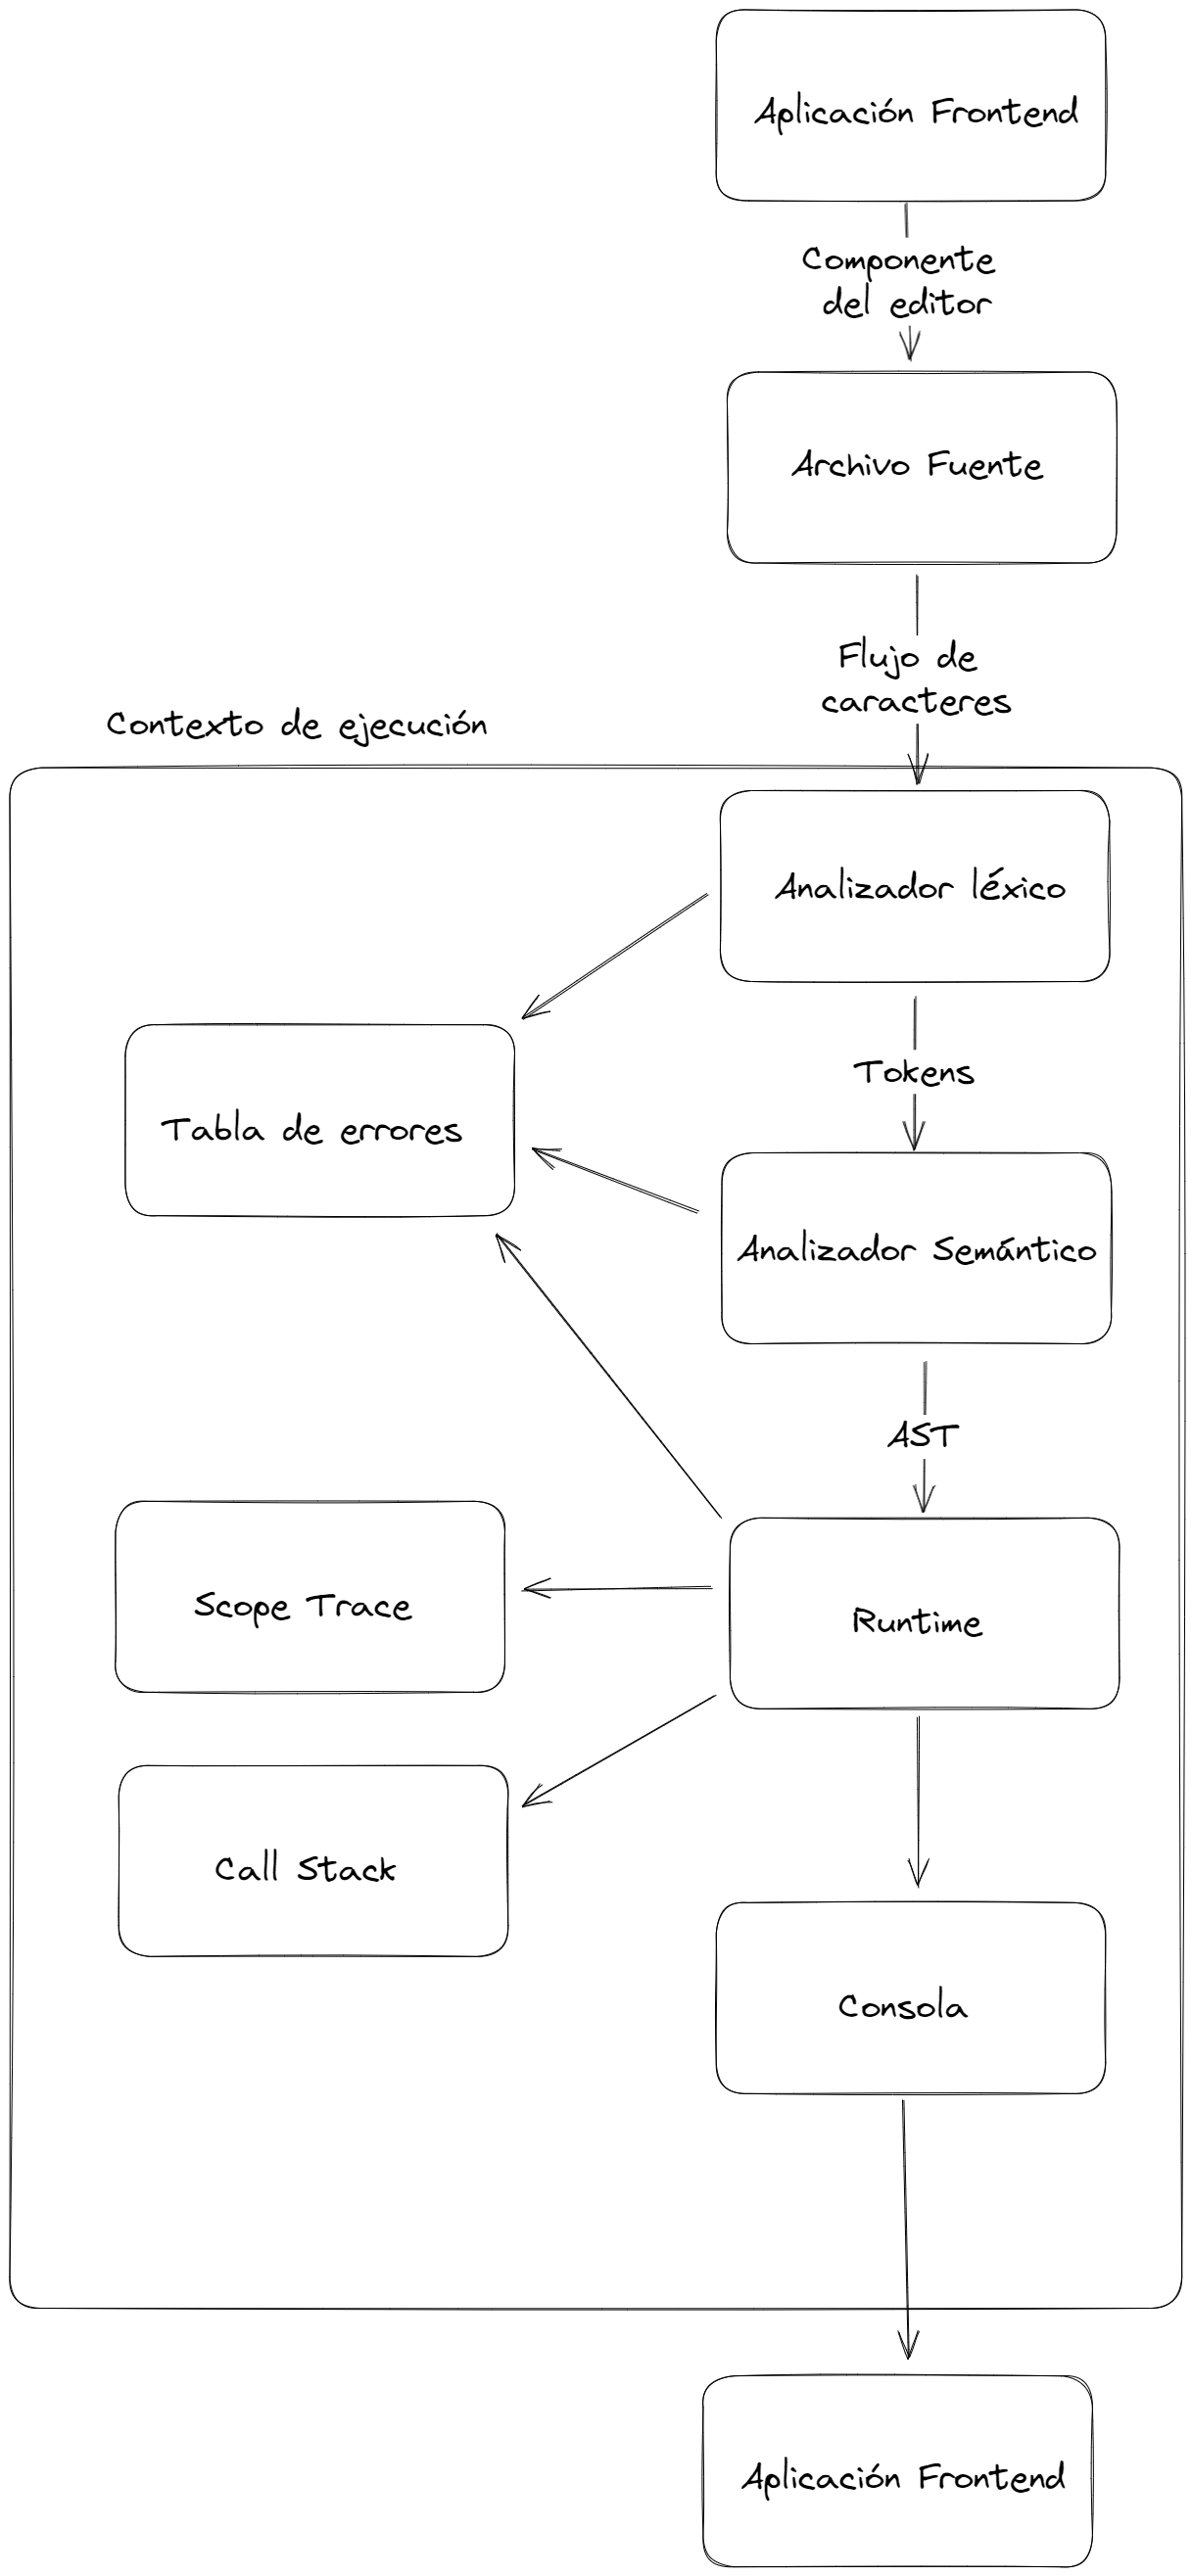 Aplicación Frontend
Componente
del editor
Archivo Fuente
Flujo de
caracteres
Contexto de ejecución
Analizador léxico
Tokens
Tabla de errores
Analizador Semántico
AST
Scope Trace
Runtime
Call Stack
Consola
Aplicación Frontend